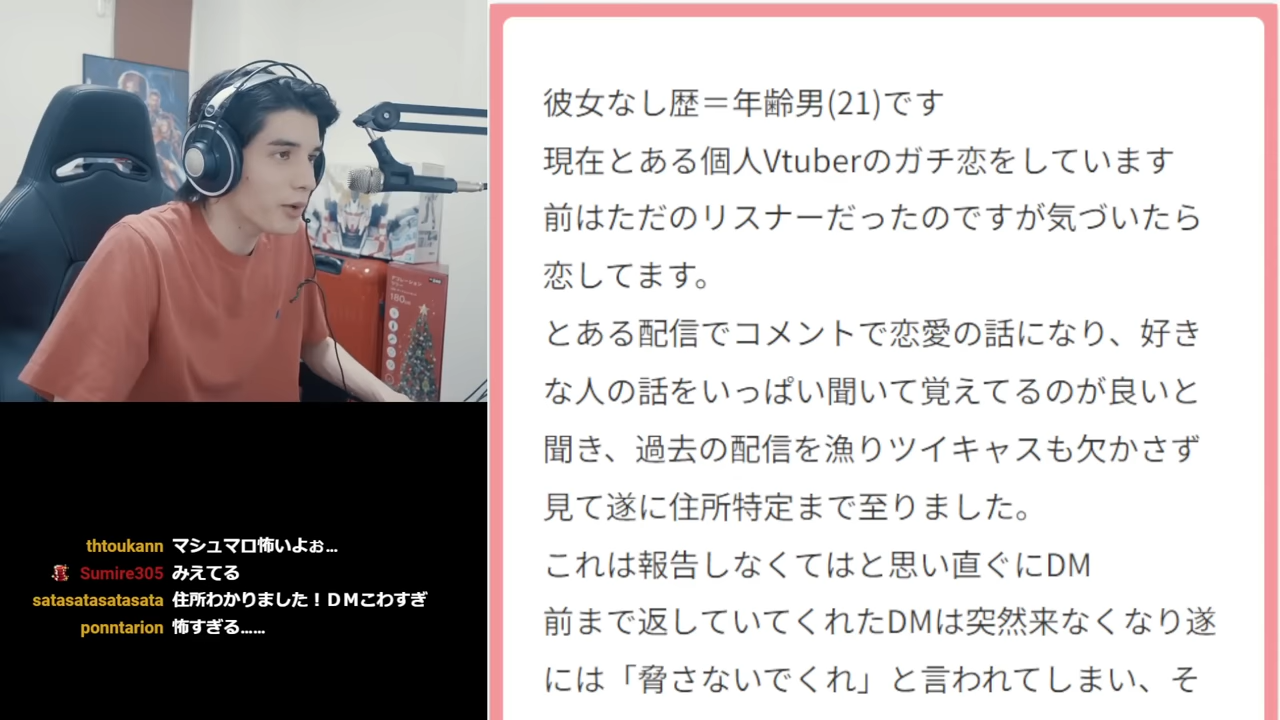 彼女なし歴＝年齢男(21)です
現在とある個人Vtuberのガチ恋をしています
前はただのリスナーだったのですが気づいたら
恋してます。
とある配信でコメントで恋愛の話になり、好き
な人の話をいっぱい聞いて覚えてるのが良いと
聞き、過去の配信を漁りツイキャスも欠かさず
見て遂に住所特定まで至りました。
これは報告しなくてはと思い直ぐにDM
前まで返していてくれたDMは突然来なくなり遂
には「脅さないでくれ」と言われてしまい、そ
180
thtoukann マシュマロ怖いよぉ...
Sumire305 みえてる
satasatasatasata 住所わかりました！ＤＭこわすぎ
ponntarion 怖すぎる……